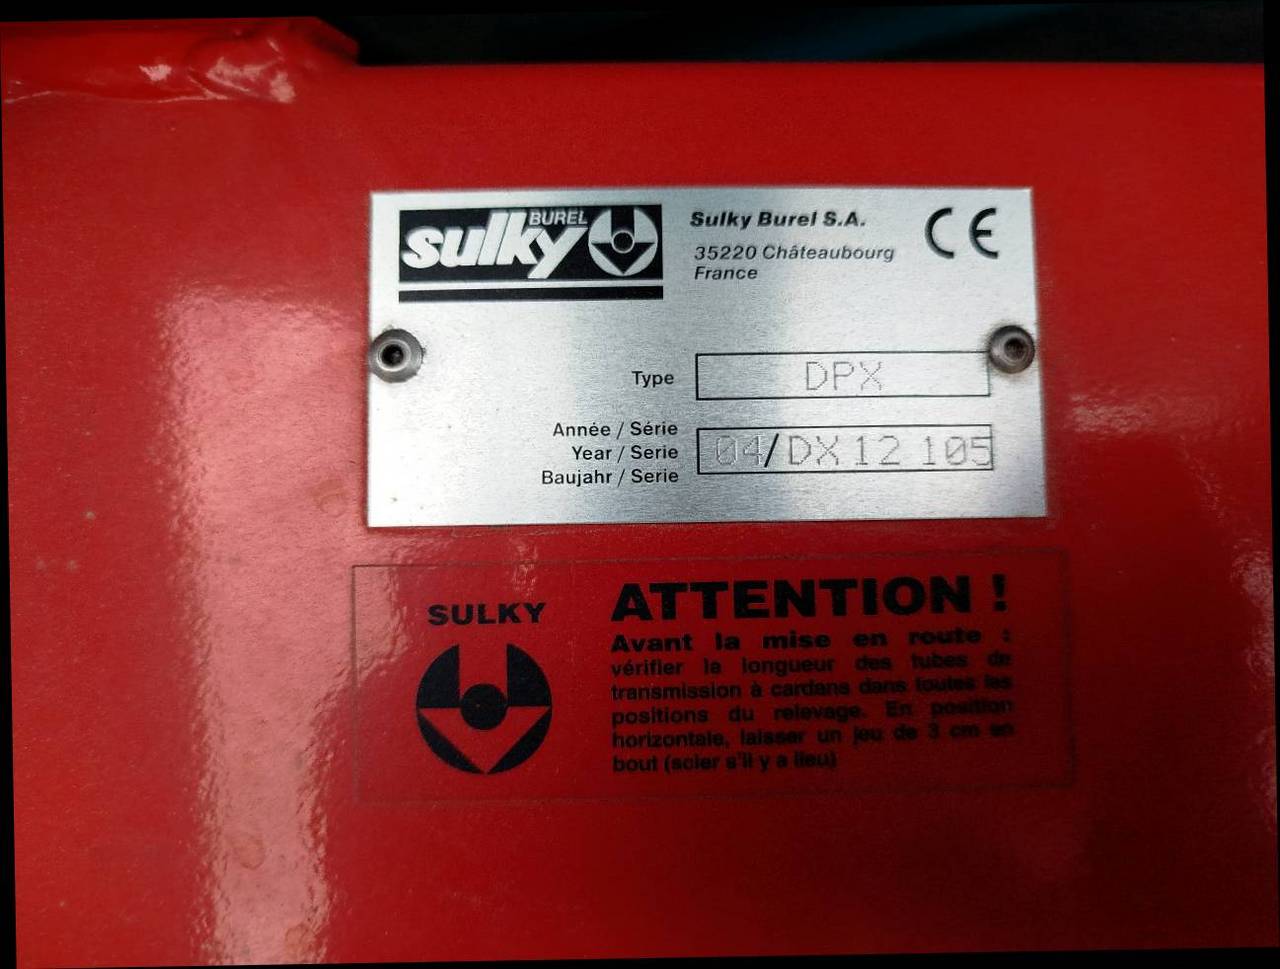 BUREL
sulky
Sulky Burel S.A.
35220 Châteaubourg
France
CE
Type
DPX
Année / Série
Year / Serie
Baujahr / Serie
04/DX 12 105
SULKY
ATTENTION !
Avant la mise en route :
vérifier la longueur des tubes de
transmission à cardans dans toutes les
positions du relevage. En position
horizontale, laisser un jeu de 3 cm en
bout (scier s'il y a lieu)